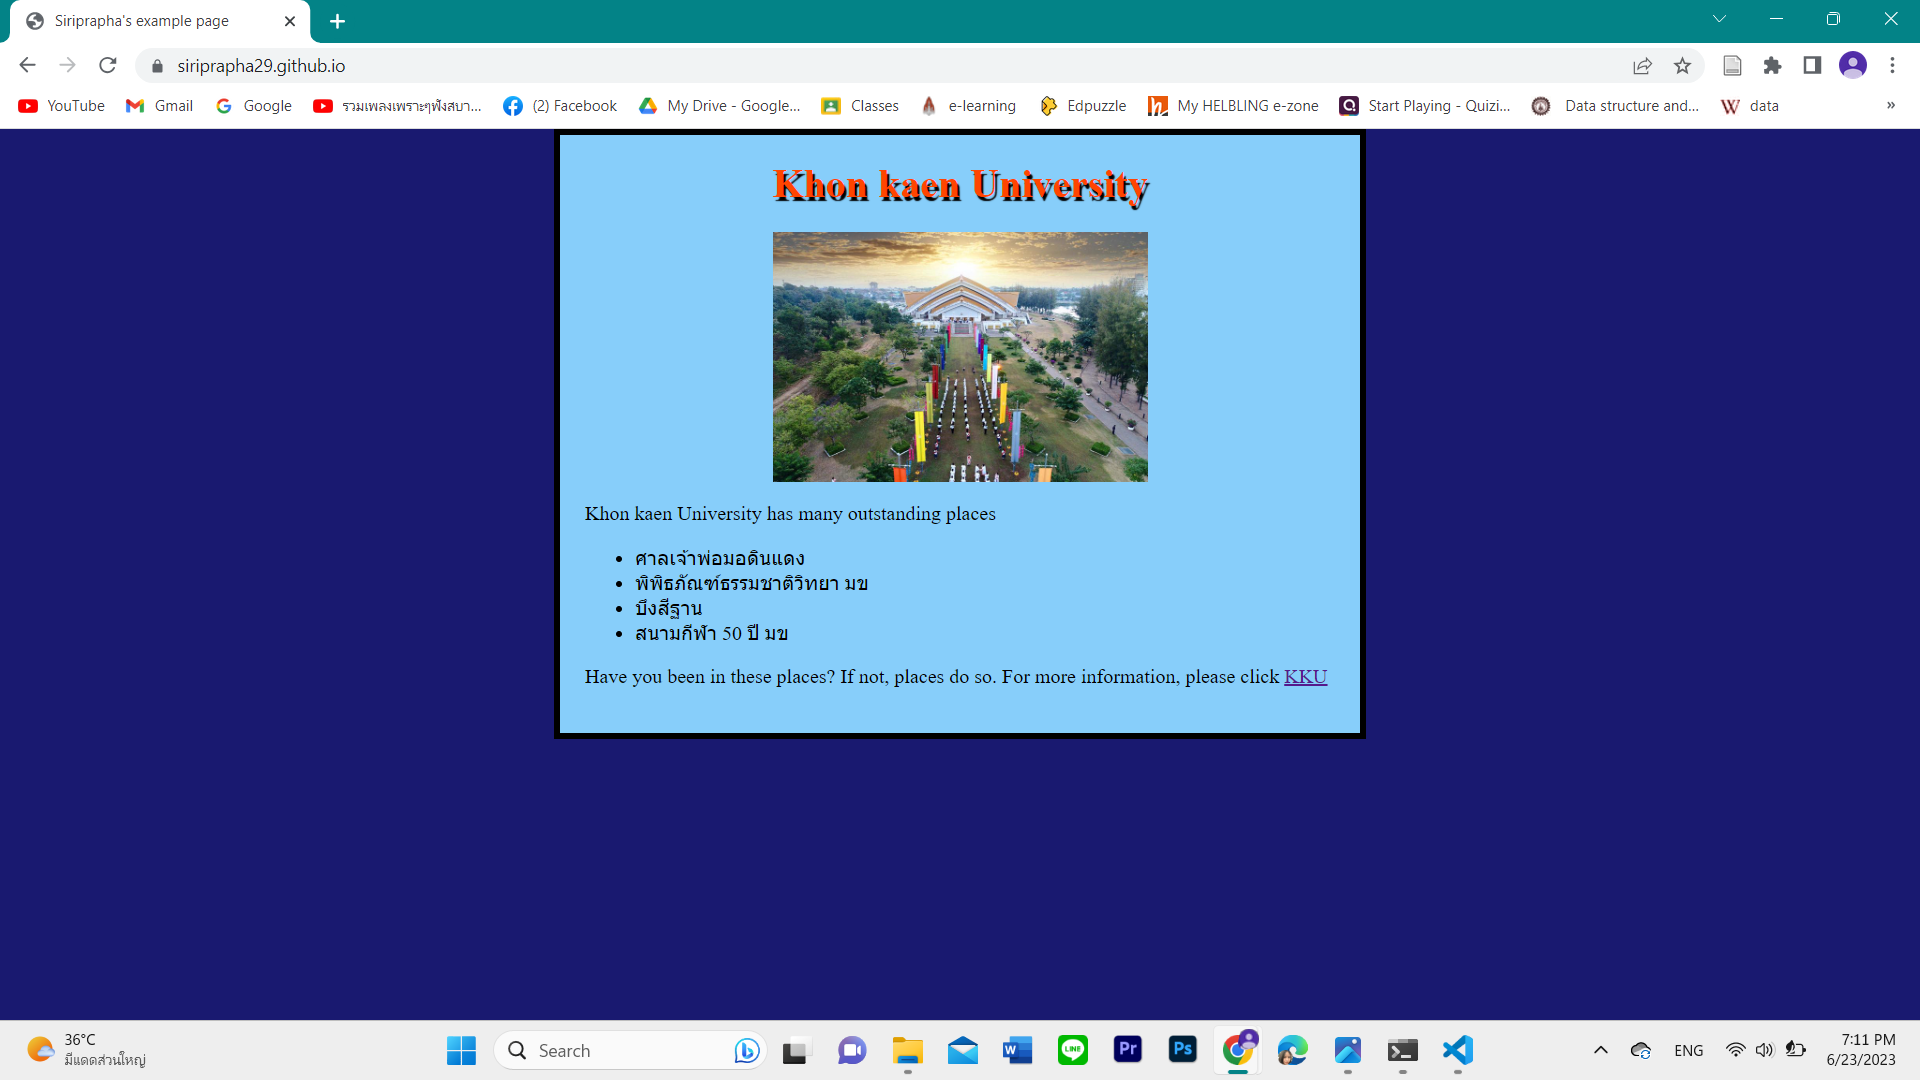 Siriprapha's example page
siriprapha29.github.io
YouTube
Gmail
Google
รวมเพลงเพราะๆฟังสบา...
(2) Facebook
My Drive - Google...
Classes
e-learning
Edpuzzle
My HELBLING e-zone
Start Playing - Quizi...
Data structure and...
data
»
Khon kaen University
Khon kaen University has many outstanding places
• ศาลเจ้าพ่อมอดินแดง
• พิพิธภัณฑ์ธรรมชาติวิทยา มข
• บึงสีฐาน
• สนามกีฬา 50 ปี มข
Have you been in these places? If not, places do so. For more information, please click KKU
36°C
มีแดดส่วนใหญ่
Search
W
LINE
Pr
Ps
ENG
7:11 PM
6/23/2023